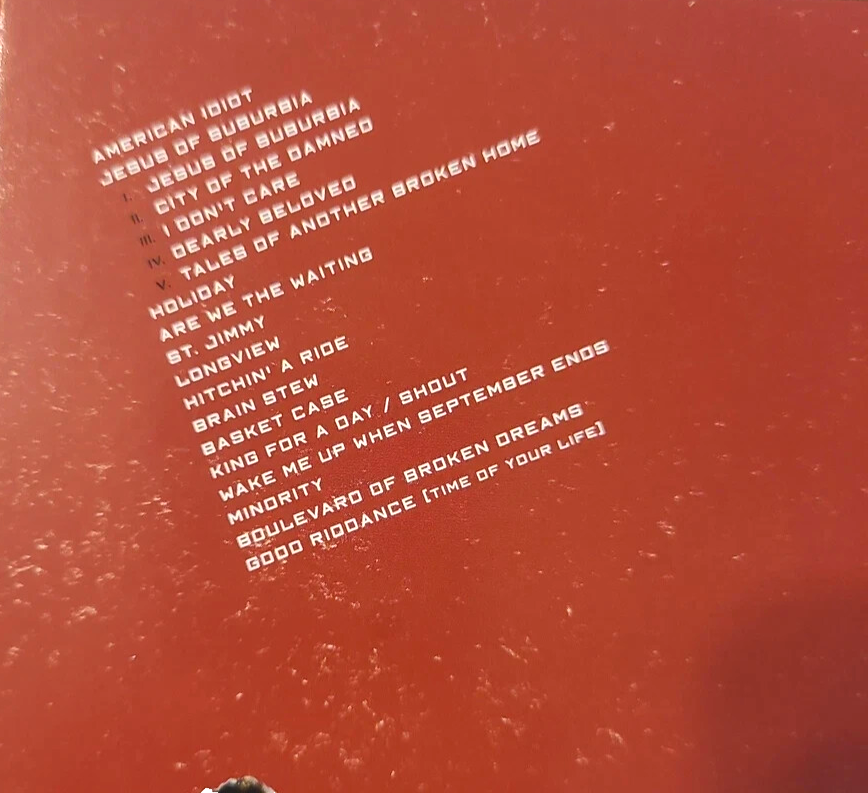 AMERICAN IDIOT
JESUS OF SUBURBIA
I. JESUS OF SUBURBIA
II. CITY OF THE DAMNED
III. I DON'T CARE
IV. DEARLY BELOVED
V. TALES OF ANOTHER BROKEN HOME
HOLIDAY
ARE WE THE WAITING
ST. JIMMY
LONGVIEW
HITCHIN' A RIDE
BRAIN STEW
BASKET CASE
KING FOR A DAY / SHOUT
WAKE ME UP WHEN SEPTEMBER ENDS
MINORITY
BOULEVARD OF BROKEN DREAMS
GOOD RIDDANCE [TIME OF YOUR LIFE]